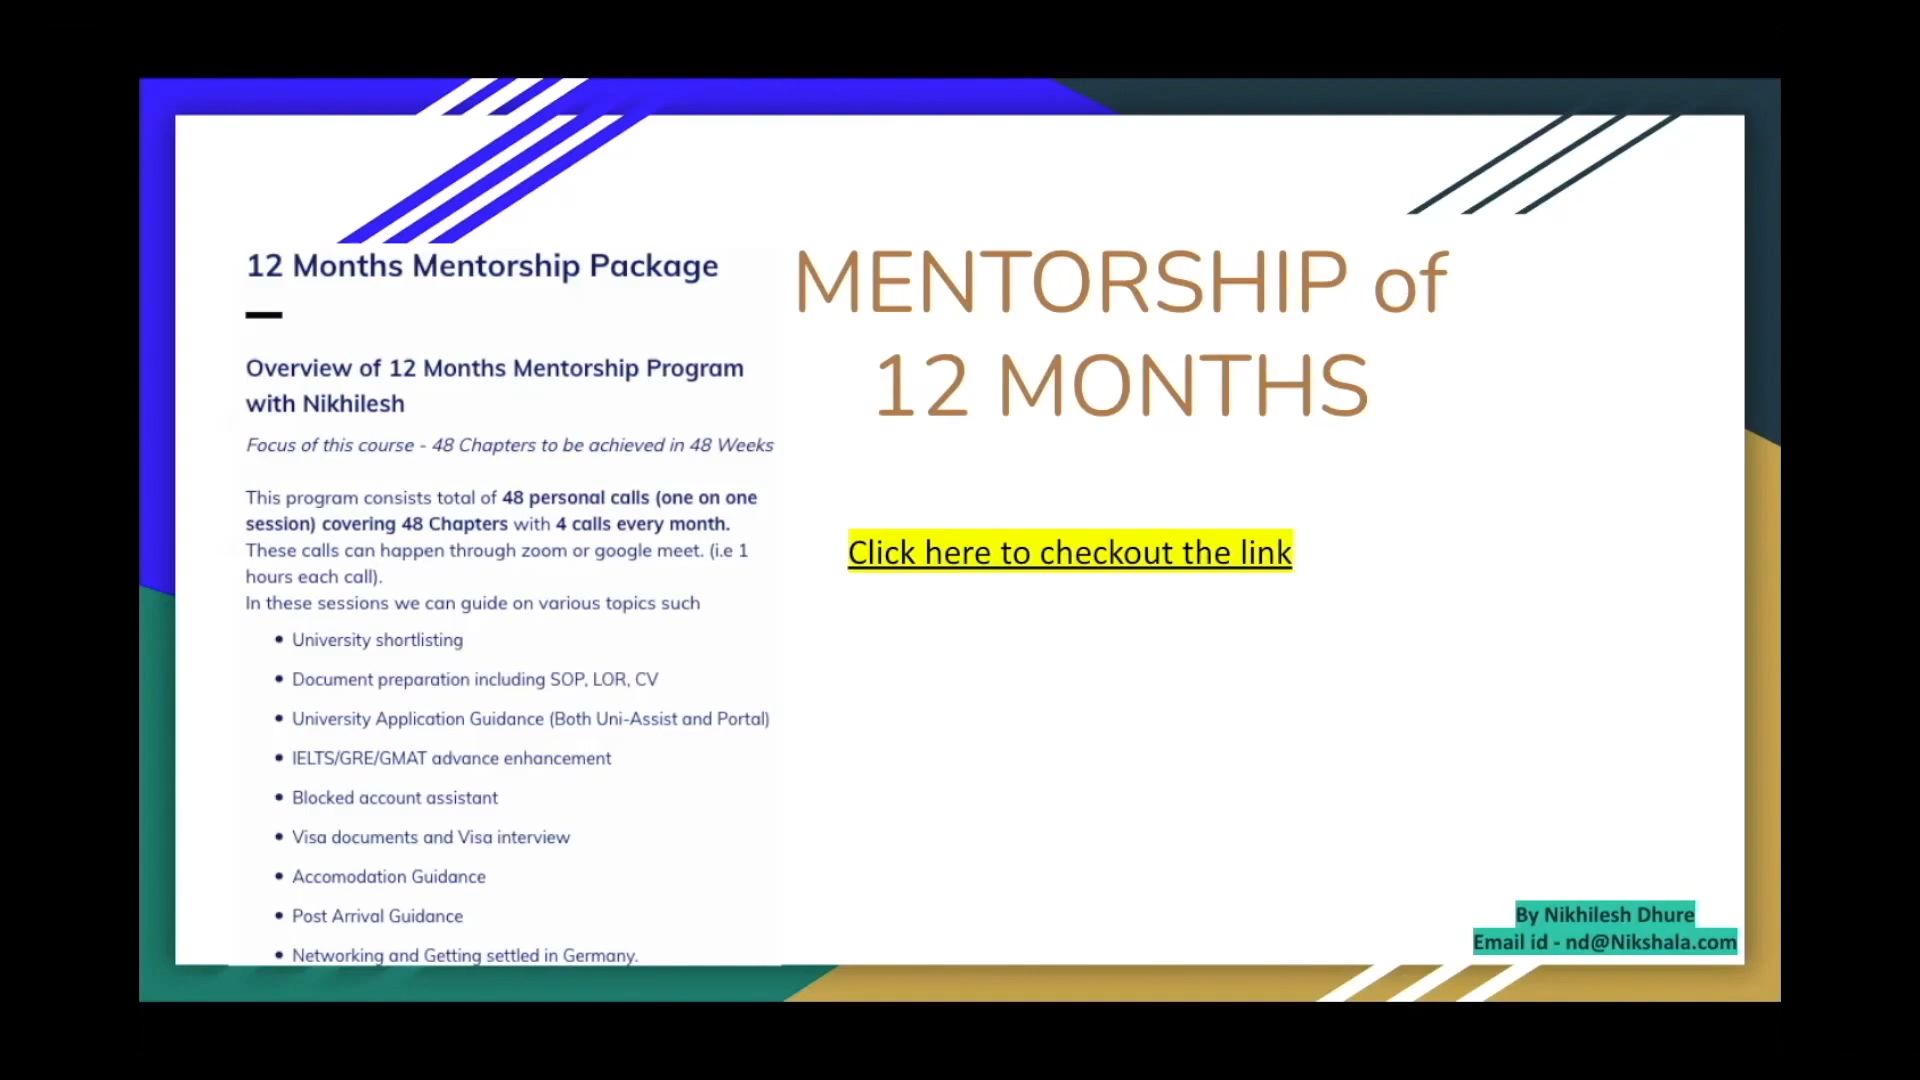 12 Months Mentorship Package
Overview of 12 Months Mentorship Program
with Nikhilesh
Focus of this course - 48 Chapters to be achieved in 48 Weeks
This program consists total of 48 personal calls (one on one
session) covering 48 Chapters with 4 calls every month.
These calls can happen through zoom or google meet. (i.e 1
hours each call).
In these sessions we can guide on various topics such
• University shortlisting
• Document preparation including SOP, LOR, CV
• University Application Guidance (Both Uni-Assist and Portal)
• IELTS/GRE/GMAT advance enhancement
• Blocked account assistant
• Visa documents and Visa interview
• Accomodation Guidance
• Post Arrival Guidance
• Networking and Getting settled in Germany.
MENTORSHIP of
12 MONTHS
Click here to checkout the link
By Nikhilesh Dhure
Email id - nd@Nikshala.com